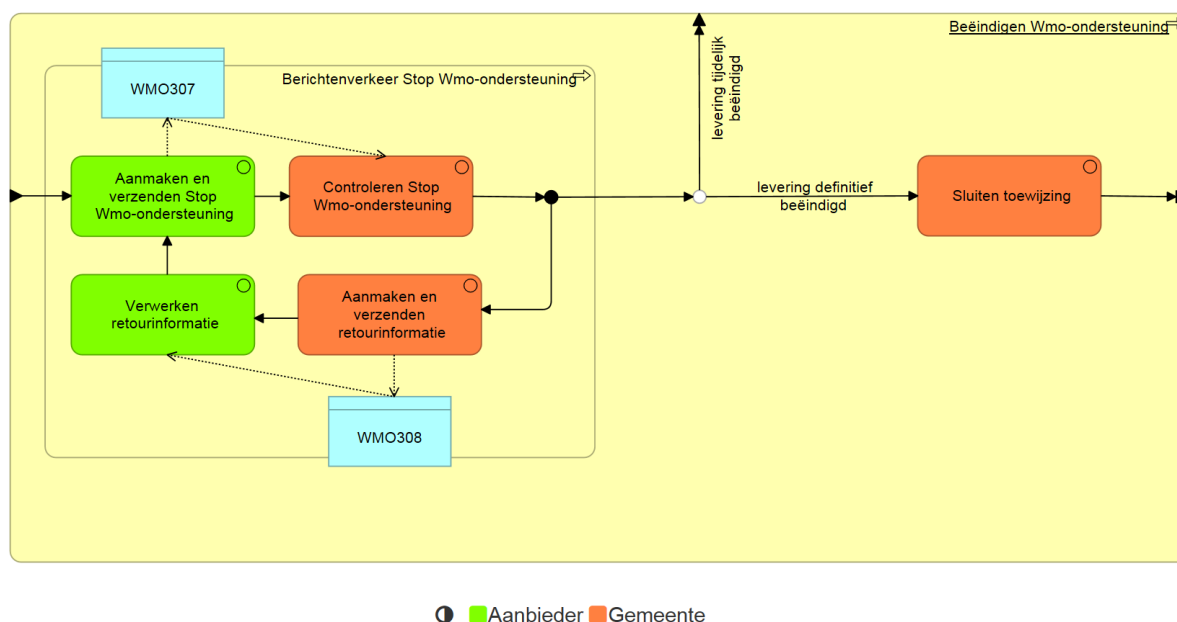 Beëindigen Wmo-ondersteuning
Berichtenverkeer Stop Wmo-ondersteuning
WMO307
levering tijdelijk
beëindigd
Aanmaken en
verzenden Stop
Wmo-ondersteuning
Controleren Stop
Wmo-ondersteuning
levering definitief
beëindigd
Sluiten toewijzing
Verwerken
retourinformatie
Aanmaken en
verzenden
retourinformatie
WMO308
Aanbieder
Gemeente